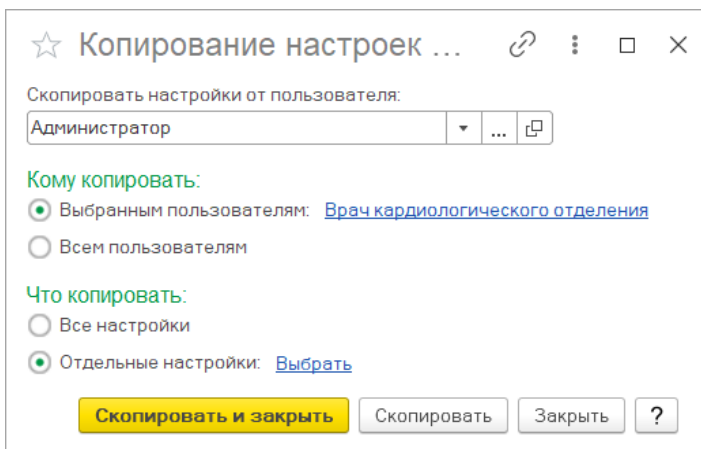 Копирование настроек ...
Скопировать настройки от пользователя:
Администратор
...
Кому копировать:
Выбранным пользователям: Врач кардиологического отделения
Всем пользователям
Что копировать:
Все настройки
Отдельные настройки: Выбрать
Скопировать и закрыть Скопировать Закрыть ?